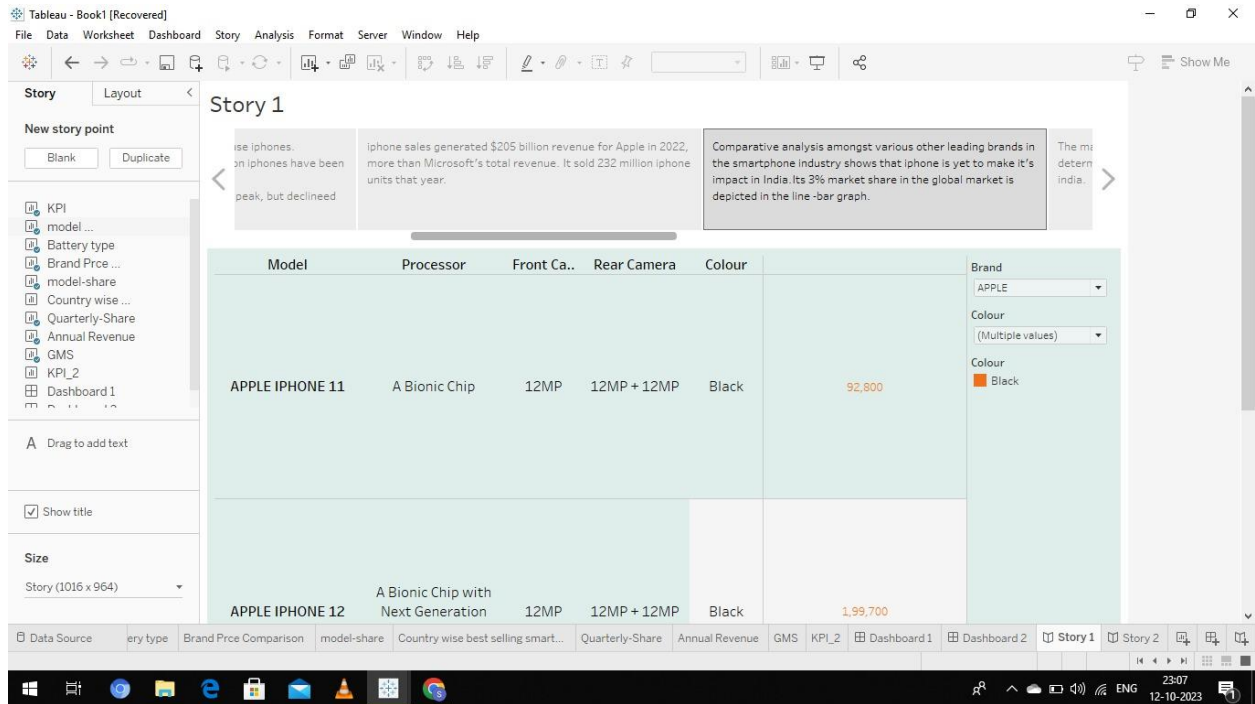 Tableau - Book1 [Recovered]
File Data Worksheet Dashboard Story Analysis Format Server Window Help
Show Me
Story Layout
New story point
Blank Duplicate
KPI
model ...
Battery type
Brand Prce ...
model-share
Country wise ...
Quarterly-Share
Annual Revenue
GMS
KPI_2
Dashboard 1
A Drag to add text
Show title
Size
Story (1016 x 964)
Story 1
iphones.
iphones have been
peak, but declineed
iphone sales generated $205 billion revenue for Apple in 2022,
more than Microsoft's total revenue. It sold 232 million iphone
units that year.
Comparative analysis amongst various other leading brands in
the smartphone industry shows that iphone is yet to make it's
impact in India.Its 3% market share in the global market is
depicted in the line -bar graph.
The
india.
Model Processor Front Ca.. Rear Camera Colour
APPLE IPHONE 11 A Bionic Chip 12MP 12MP + 12MP Black 92,800
A Bionic Chip with
Next Generation
APPLE IPHONE 12 12MP 12MP + 12MP Black 1,99,700
Brand
APPLE
Colour
(Multiple values)
Colour
Black
Data Source ery type Brand Prce Comparison model-share Country wise best selling smart... Quarterly-Share Annual Revenue GMS KPI_2 Dashboard 1 Dashboard 2 Story 1 Story 2
ENG 23:07
12-10-2023